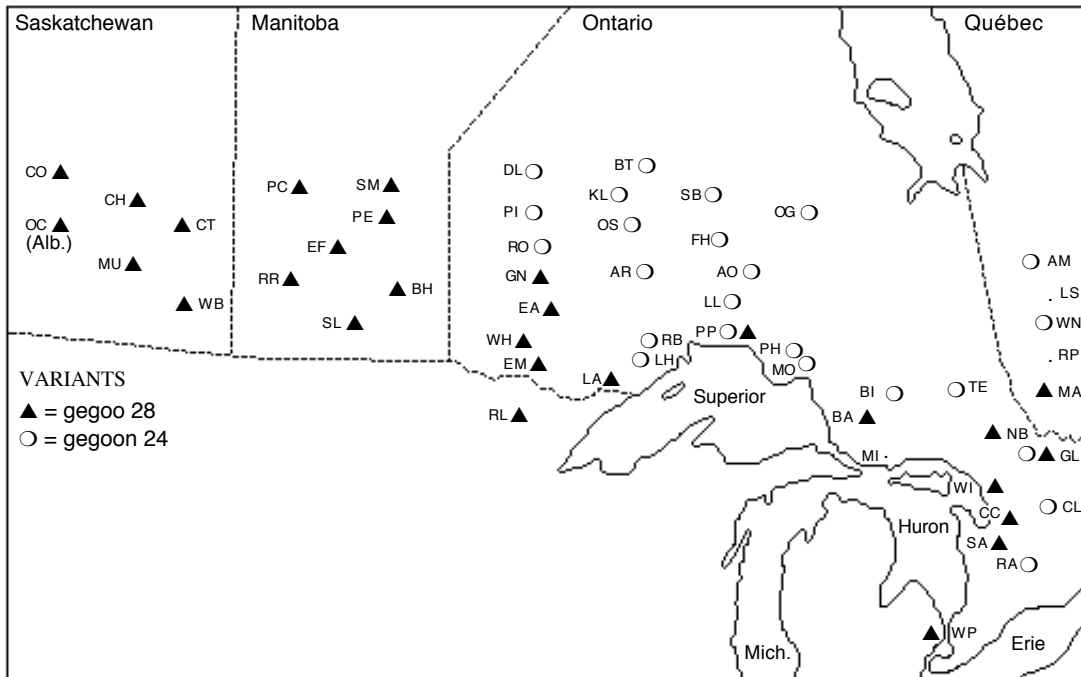 Saskatchewan
Manitoba
Ontario
Québec
CO
CH
OC
(Alb.)
CT
MU
WB
PC
SM
PE
EF
RR
BH
SL
DL
BT
KL
SB
PI
OS
OG
RO
FH
GN
AR
AO
AM
EA
LL
LS
WN
WH
RB
PP
PH
RP
EM
LH
MO
LA
BI
TE
MA
VARIANTS
▲ = gegoo 28
❍ = gegoon 24
RL
Superior
BA
NB
MI
GL
WI
CC
CL
Huron
SA
RA
WP
Mich.
Erie